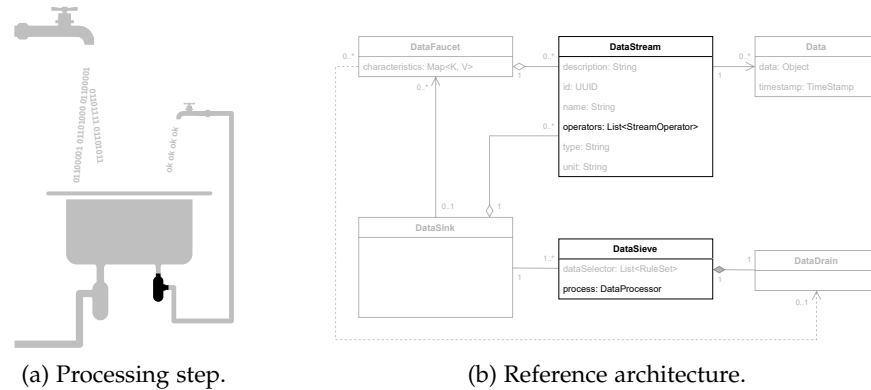 01100001 01101000 01100001
01101111 01101011
ok ok ok ok
(a) Processing step.
DataFaucet
characteristics: Map<K, V>
DataStream
description: String
id: UUID
name: String
operators: List<StreamOperator>
type: String
unit: String
Data
data: Object
timestamp: TimeStamp
0..*
0..*
1
1
0..*
0..*
0..*
0..1
1
1
DataSink
1..*
1
DataSieve
dataSelector: List<RuleSet>
process: DataProcessor
1
1
DataDrain
0..1
(b) Reference architecture.